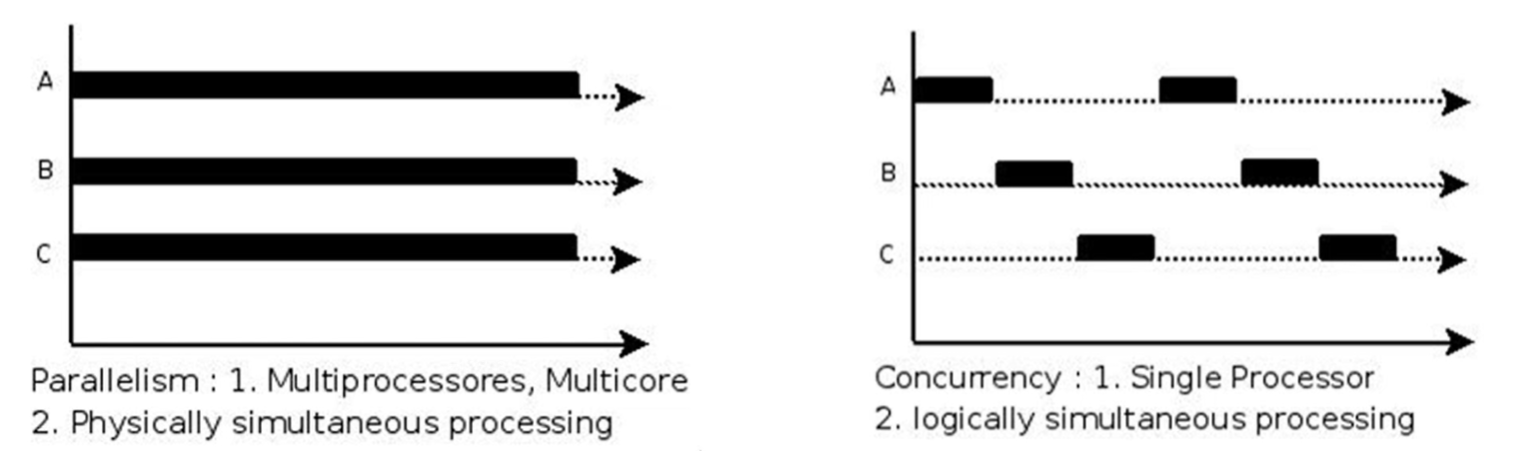 A
B
C
Parallelism : 1. Multiprocessores, Multicore
2. Physically simultaneous processing
A
B
C
Concurrency : 1. Single Processor
2. logically simultaneous processing